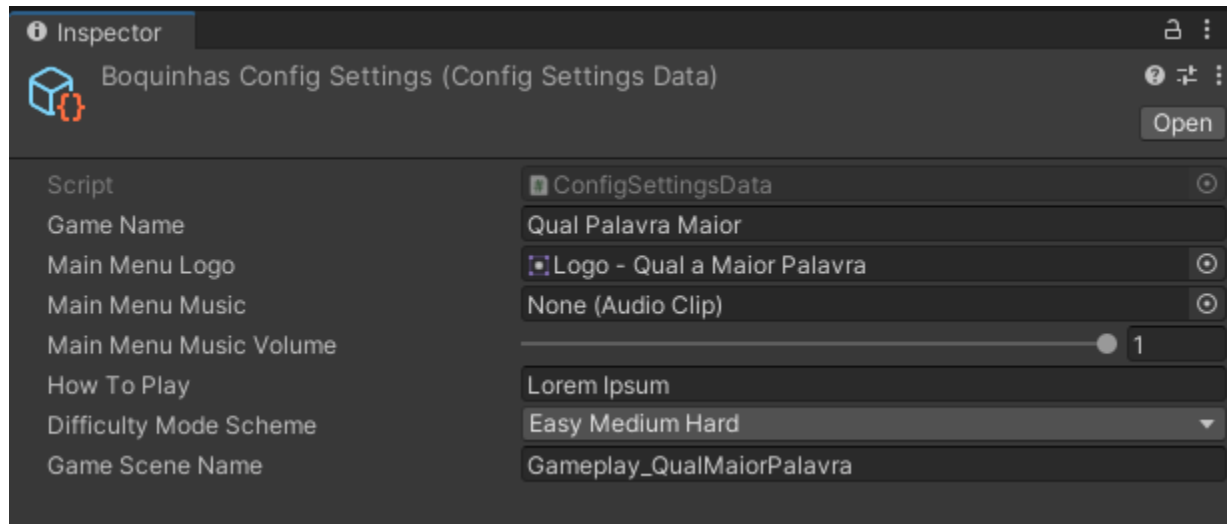 Inspector
Boquinhas Config Settings (Config Settings Data)
Open
Script ConfigSettingsData
Game Name Qual Palavra Maior
Main Menu Logo Logo - Qual a Maior Palavra
Main Menu Music None (Audio Clip)
Main Menu Music Volume 1
How To Play Lorem Ipsum
Difficulty Mode Scheme Easy Medium Hard
Game Scene Name Gameplay_QualMaiorPalavra